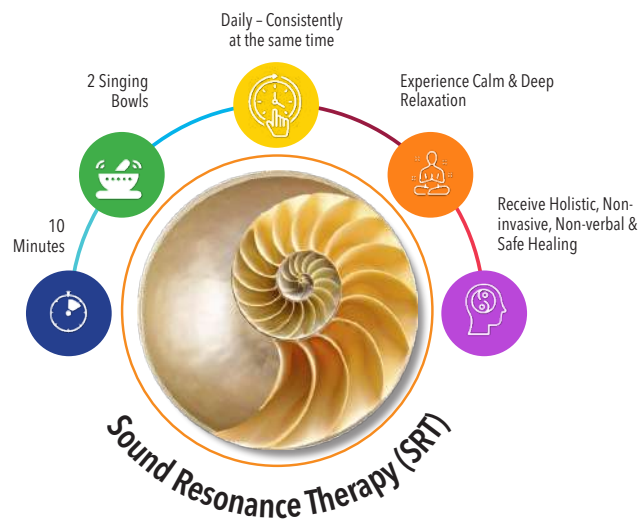 Daily – Consistently
at the same time
2 Singing
Bowls
Experience Calm & Deep
Relaxation
10
Minutes
Receive Holistic, Non-
invasive, Non-verbal &
Safe Healing
Sound Resonance Therapy (SRT)